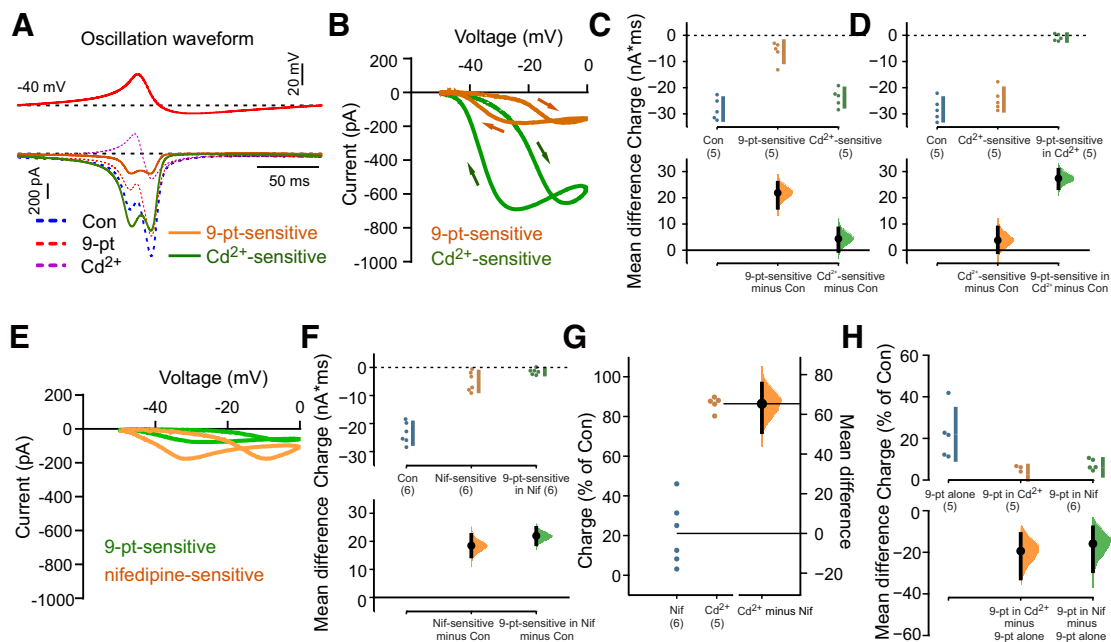 A
Oscillation waveform
-40 mV
20 mV
50 ms
200 pA
Con
9-pt
Cd2+
9-pt-sensitive
Cd2+-sensitive
B
Voltage (mV)
-40
-20
0
200
0
-200
-400
-600
-800
-1000
Current (pA)
9-pt-sensitive
Cd2+-sensitive
C
Charge (nA*ms)
0
−10
−20
−30
Con
(5)
9-pt-sensitive
(5)
Cd2+-sensitive
(5)
Mean difference
30
20
10
0
9-pt-sensitive
minus Con
Cd2+-sensitive
minus Con
D
0
−10
−20
−30
Con
(5)
Cd2+-sensitive
(5)
9-pt-sensitive
in Cd2+ (5)
30
20
10
0
Cd2+-sensitive
minus Con
9-pt-sensitive in
Cd2+ minus Con
E
Voltage (mV)
-40
-20
0
200
0
-200
-400
-600
-800
-1000
Current (pA)
9-pt-sensitive
nifedipine-sensitive
F
Charge (nA*ms)
0
−10
−20
−30
Con
(6)
Nif-sensitive
(6)
9-pt-sensitive
in Nif (6)
Mean difference
30
20
10
0
Nif-sensitive
minus Con
9-pt-sensitive in Nif
minus Con
G
Charge (% of Con)
100
80
60
40
20
0
Nif
(6)
Cd2+
(5)
Cd2+ minus Nif
80
60
40
20
0
−20
Mean difference
H
Charge (% of Con)
60
40
20
0
9-pt alone
(5)
9-pt in Cd2+
(5)
9-pt in Nif
(6)
Mean difference
0
−20
−40
−60
9-pt in Cd2+
minus
9-pt alone
9-pt in Nif
minus
9-pt alone